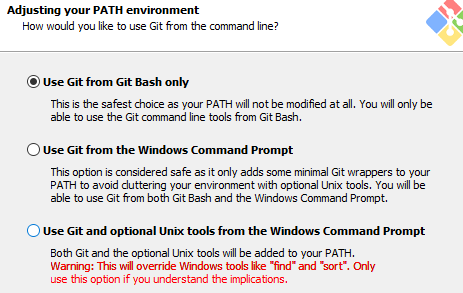 Adjusting your PATH environment
How would you like to use Git from the command line?
Use Git from Git Bash only
This is the safest choice as your PATH will not be modified at all. You will only be
able to use the Git command line tools from Git Bash.
Use Git from the Windows Command Prompt
This option is considered safe as it only adds some minimal Git wrappers to your
PATH to avoid cluttering your environment with optional Unix tools. You will be
able to use Git from both Git Bash and the Windows Command Prompt.
Use Git and optional Unix tools from the Windows Command Prompt
Both Git and the optional Unix tools will be added to your PATH.
Warning: This will override Windows tools like "find" and "sort". Only
use this option if you understand the implications.